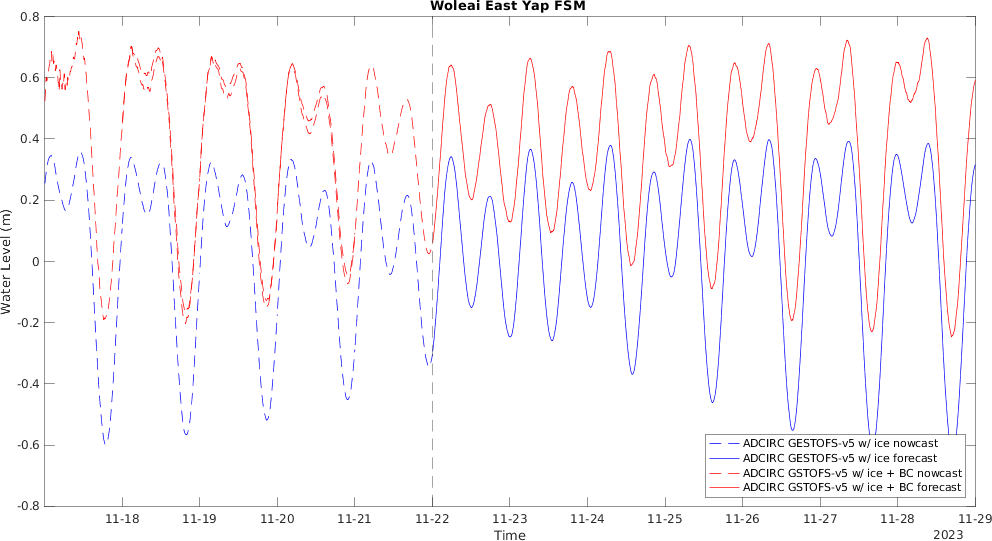 Woleai East Yap FSM
0.8
0.6
0.4
0.2
0
-0.2
-0.4
-0.6
-0.8
Water Level (m)
ADCIRC GESTOFS-v5 w/ ice nowcast
ADCIRC GESTOFS-v5 w/ ice forecast
ADCIRC GSTOFS-v5 w/ ice + BC nowcast
ADCIRC GSTOFS-v5 w/ ice + BC forecast
11-18 11-19 11-20 11-21 11-22 11-23 11-24 11-25 11-26 11-27 11-28 11-29
Time
2023